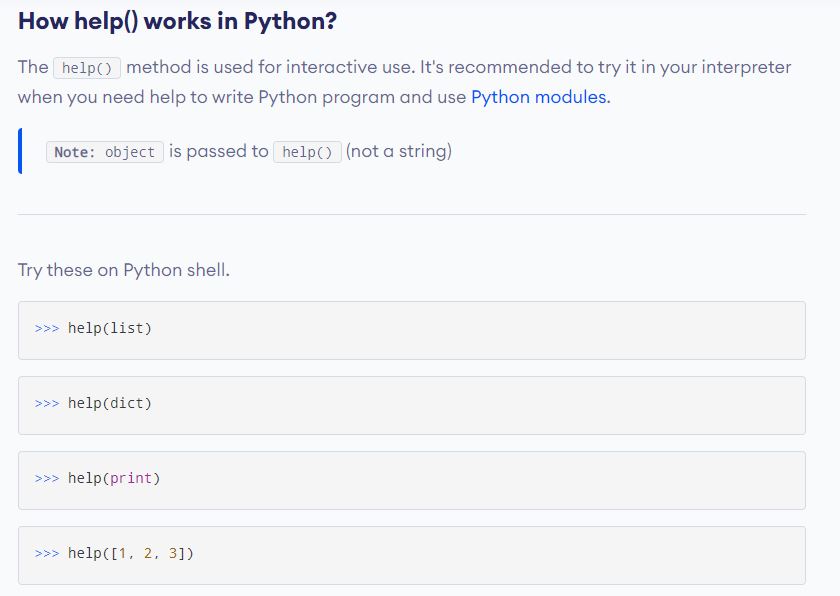 How help() works in Python?
The help() method is used for interactive use. It's recommended to try it in your interpreter
when you need help to write Python program and use Python modules.
Note: object is passed to help() (not a string)
Try these on Python shell.
>>> help(list)
>>> help(dict)
>>> help(print)
>>> help([1, 2, 3])